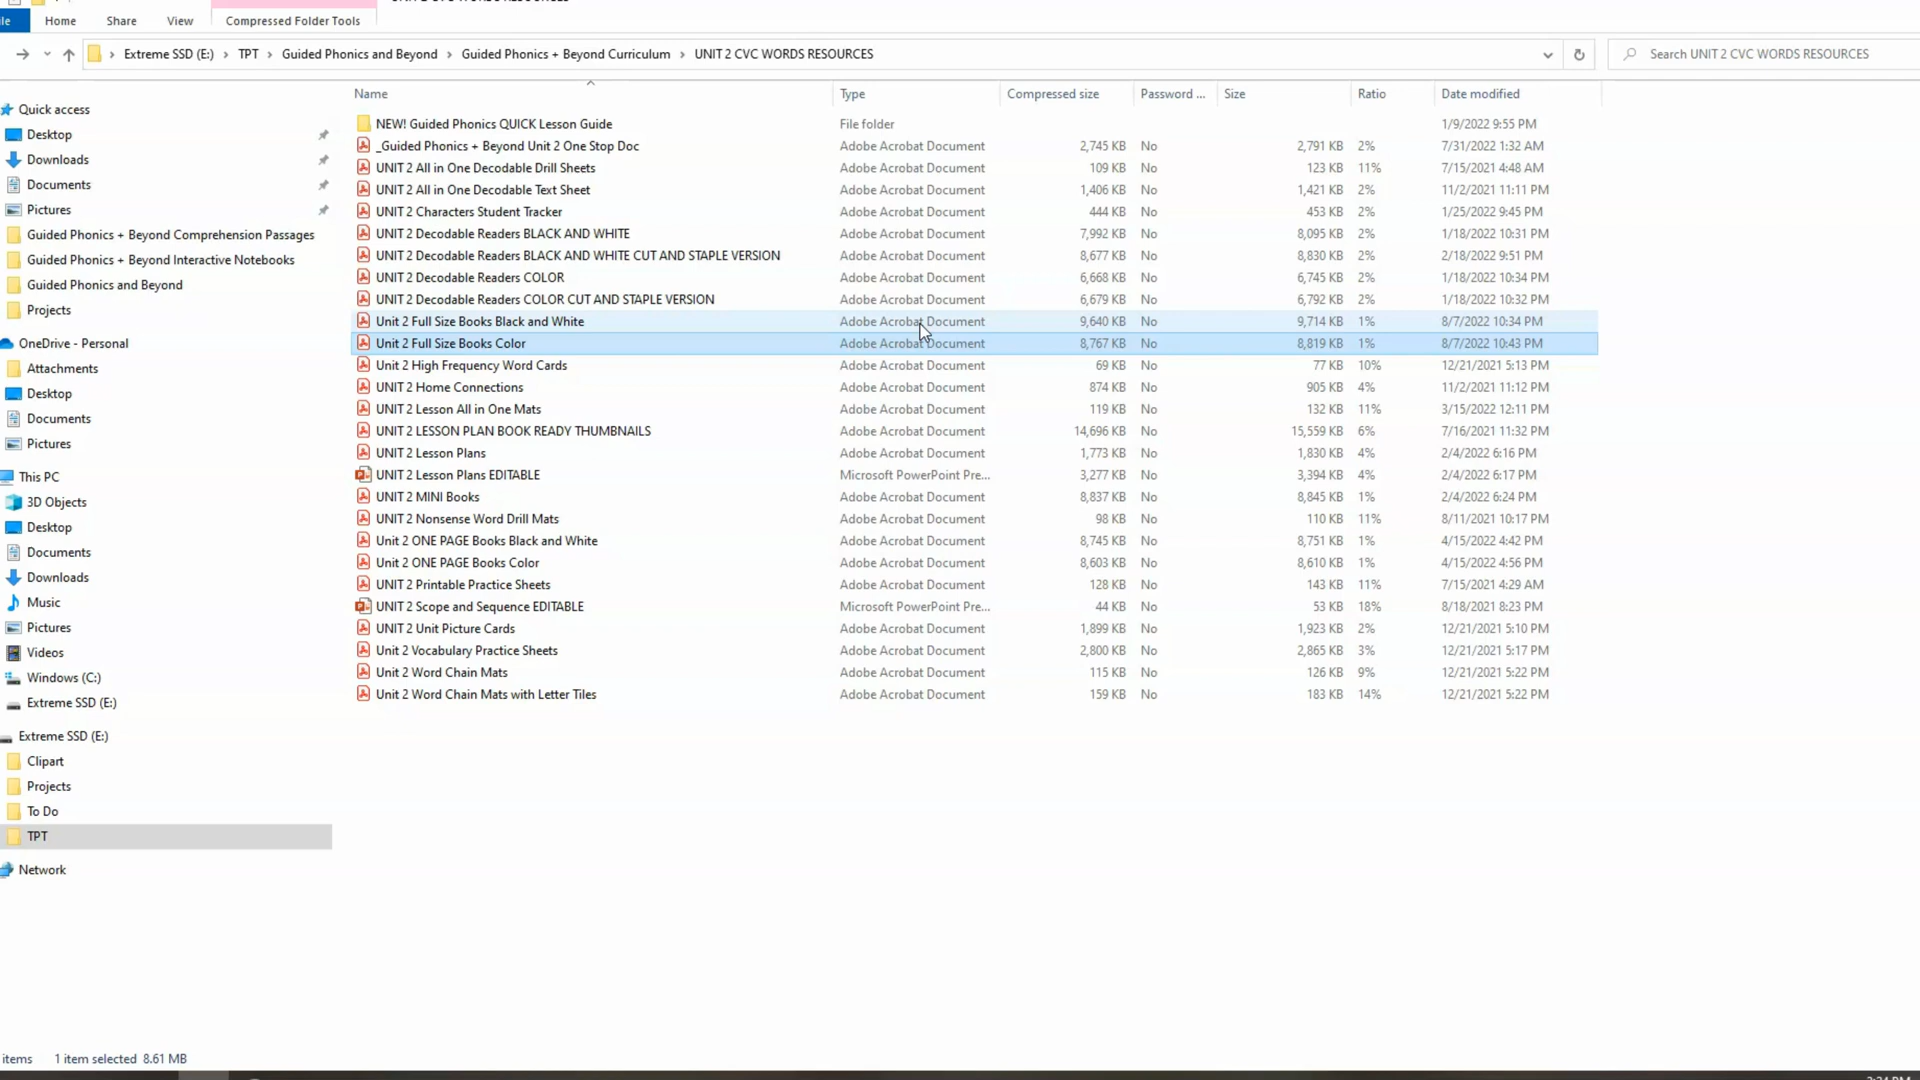 Home Share View Compressed Folder Tools
Extreme SSD (E:) › TPT › Guided Phonics and Beyond › Guided Phonics + Beyond Curriculum › UNIT 2 CVC WORDS RESOURCES
Search UNIT 2 CVC WORDS RESOURCES
Quick access
Desktop
Downloads
Documents
Pictures
Guided Phonics + Beyond Comprehension Passages
Guided Phonics + Beyond Interactive Notebooks
Guided Phonics and Beyond
Projects
OneDrive - Personal
Attachments
Desktop
Documents
Pictures
This PC
3D Objects
Desktop
Documents
Downloads
Music
Pictures
Videos
Windows (C:)
Extreme SSD (E:)
Extreme SSD (E:)
Clipart
Projects
To Do
TPT
Network
Name Type Compressed size Password ... Size Ratio Date modified
NEW! Guided Phonics QUICK Lesson Guide File folder 1/9/2022 9:55 PM
_Guided Phonics + Beyond Unit 2 One Stop Doc Adobe Acrobat Document 2,745 KB No 2,791 KB 2% 7/31/2022 1:32 AM
UNIT 2 All in One Decodable Drill Sheets Adobe Acrobat Document 109 KB No 123 KB 11% 7/15/2021 4:48 AM
UNIT 2 All in One Decodable Text Sheet Adobe Acrobat Document 1,406 KB No 1,421 KB 2% 11/2/2021 11:11 PM
UNIT 2 Characters Student Tracker Adobe Acrobat Document 444 KB No 453 KB 2% 1/25/2022 9:45 PM
UNIT 2 Decodable Readers BLACK AND WHITE Adobe Acrobat Document 7,992 KB No 8,095 KB 2% 1/18/2022 10:31 PM
UNIT 2 Decodable Readers BLACK AND WHITE CUT AND STAPLE VERSION Adobe Acrobat Document 8,677 KB No 8,830 KB 2% 2/18/2022 9:51 PM
UNIT 2 Decodable Readers COLOR Adobe Acrobat Document 6,668 KB No 6,745 KB 2% 1/18/2022 10:34 PM
UNIT 2 Decodable Readers COLOR CUT AND STAPLE VERSION Adobe Acrobat Document 6,679 KB No 6,792 KB 2% 1/18/2022 10:32 PM
Unit 2 Full Size Books Black and White Adobe Acrobat Document 9,640 KB No 9,714 KB 1% 8/7/2022 10:34 PM
Unit 2 Full Size Books Color Adobe Acrobat Document 8,767 KB No 8,819 KB 1% 8/7/2022 10:43 PM
Unit 2 High Frequency Word Cards Adobe Acrobat Document 69 KB No 77 KB 10% 12/21/2021 5:13 PM
UNIT 2 Home Connections Adobe Acrobat Document 874 KB No 905 KB 4% 11/2/2021 11:12 PM
UNIT 2 Lesson All in One Mats Adobe Acrobat Document 119 KB No 132 KB 11% 3/15/2022 12:11 PM
UNIT 2 LESSON PLAN BOOK READY THUMBNAILS Adobe Acrobat Document 14,696 KB No 15,559 KB 6% 7/16/2021 11:32 PM
UNIT 2 Lesson Plans Adobe Acrobat Document 1,773 KB No 1,830 KB 4% 2/4/2022 6:16 PM
UNIT 2 Lesson Plans EDITABLE Microsoft PowerPoint Pre... 3,277 KB No 3,394 KB 4% 2/4/2022 6:17 PM
UNIT 2 MINI Books Adobe Acrobat Document 8,837 KB No 8,845 KB 1% 2/4/2022 6:24 PM
UNIT 2 Nonsense Word Drill Mats Adobe Acrobat Document 98 KB No 110 KB 11% 8/11/2021 10:17 PM
Unit 2 ONE PAGE Books Black and White Adobe Acrobat Document 8,745 KB No 8,751 KB 1% 4/15/2022 4:42 PM
Unit 2 ONE PAGE Books Color Adobe Acrobat Document 8,603 KB No 8,610 KB 1% 4/15/2022 4:56 PM
UNIT 2 Printable Practice Sheets Adobe Acrobat Document 128 KB No 143 KB 11% 7/15/2021 4:29 AM
UNIT 2 Scope and Sequence EDITABLE Microsoft PowerPoint Pre... 44 KB No 53 KB 18% 8/18/2021 8:23 PM
UNIT 2 Unit Picture Cards Adobe Acrobat Document 1,899 KB No 1,923 KB 2% 12/21/2021 5:10 PM
Unit 2 Vocabulary Practice Sheets Adobe Acrobat Document 2,800 KB No 2,865 KB 3% 12/21/2021 5:17 PM
Unit 2 Word Chain Mats Adobe Acrobat Document 115 KB No 126 KB 9% 12/21/2021 5:22 PM
Unit 2 Word Chain Mats with Letter Tiles Adobe Acrobat Document 159 KB No 183 KB 14% 12/21/2021 5:22 PM
items 1 item selected 8.61 MB